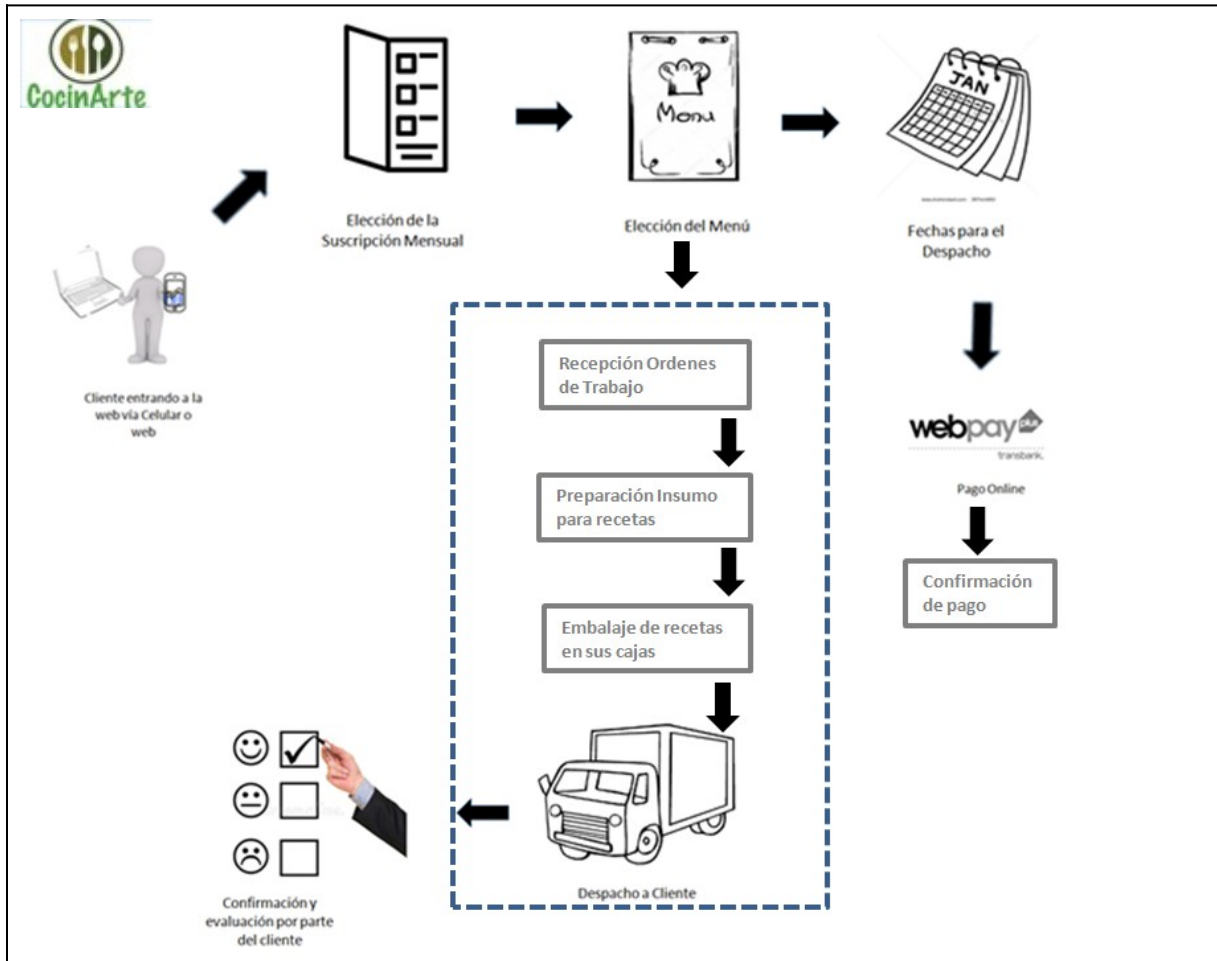 CocinArte
Elección de la
Suscripción Mensual
Menu
Elección del Menú
JAN
Fechas para el
Despacho
Cliente entrando a la
web vía Celular o
web
Recepción Ordenes
de Trabajo
Preparación Insumo
para recetas
Embalaje de recetas
en sus cajas
Despacho a Cliente
webpay plus
transbank.
Pago Online
Confirmación
de pago
Confirmación y
evaluación por parte
del cliente